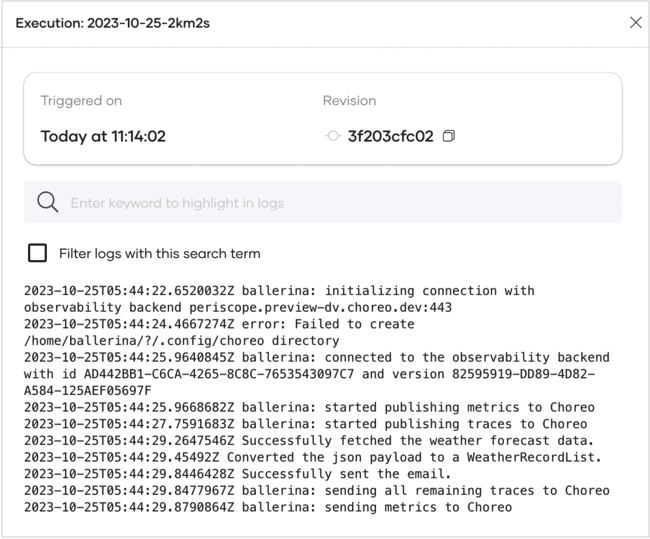 Execution: 2023-10-25-2km2s
Triggered on
Revision
Today at 11:14:02
3f203cfc02
Enter keyword to highlight in logs
Filter logs with this search term
2023-10-25T05:44:22.6520032Z ballerina: initializing connection with
observability backend periscope.preview-dv.choreo.dev:443
2023-10-25T05:44:24.4667274Z error: Failed to create
/home/ballerina/?/.config/choreo directory
2023-10-25T05:44:25.9640845Z ballerina: connected to the observability backend
with id AD442BB1-C6CA-4265-8C8C-7653543097C7 and version 82595919-DD89-4D82-
A584-125AEF05697F
2023-10-25T05:44:25.9668682Z ballerina: started publishing metrics to Choreo
2023-10-25T05:44:27.7591683Z ballerina: started publishing traces to Choreo
2023-10-25T05:44:29.2647546Z Successfully fetched the weather forecast data.
2023-10-25T05:44:29.45492Z Converted the json payload to a WeatherRecordList.
2023-10-25T05:44:29.8446428Z Successfully sent the email.
2023-10-25T05:44:29.8477967Z ballerina: sending all remaining traces to Choreo
2023-10-25T05:44:29.8790864Z ballerina: sending metrics to Choreo